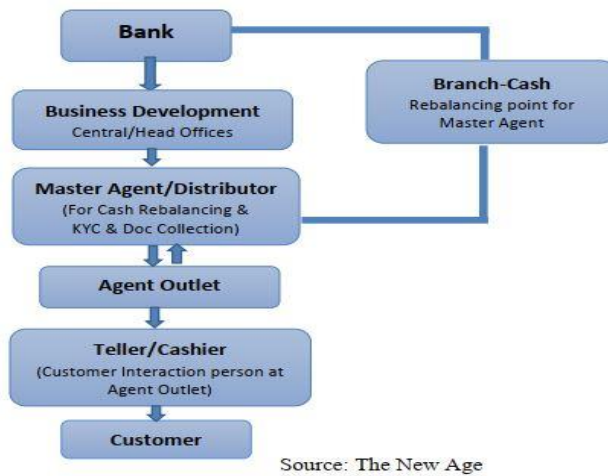 Bank
Business Development
Central/Head Offices
Branch-Cash
Rebalancing point for
Master Agent
Master Agent/Distributor
(For Cash Rebalancing &
KYC & Doc Collection)
Agent Outlet
Teller/Cashier
(Customer Interaction person at
Agent Outlet)
Customer
Source: The New Age